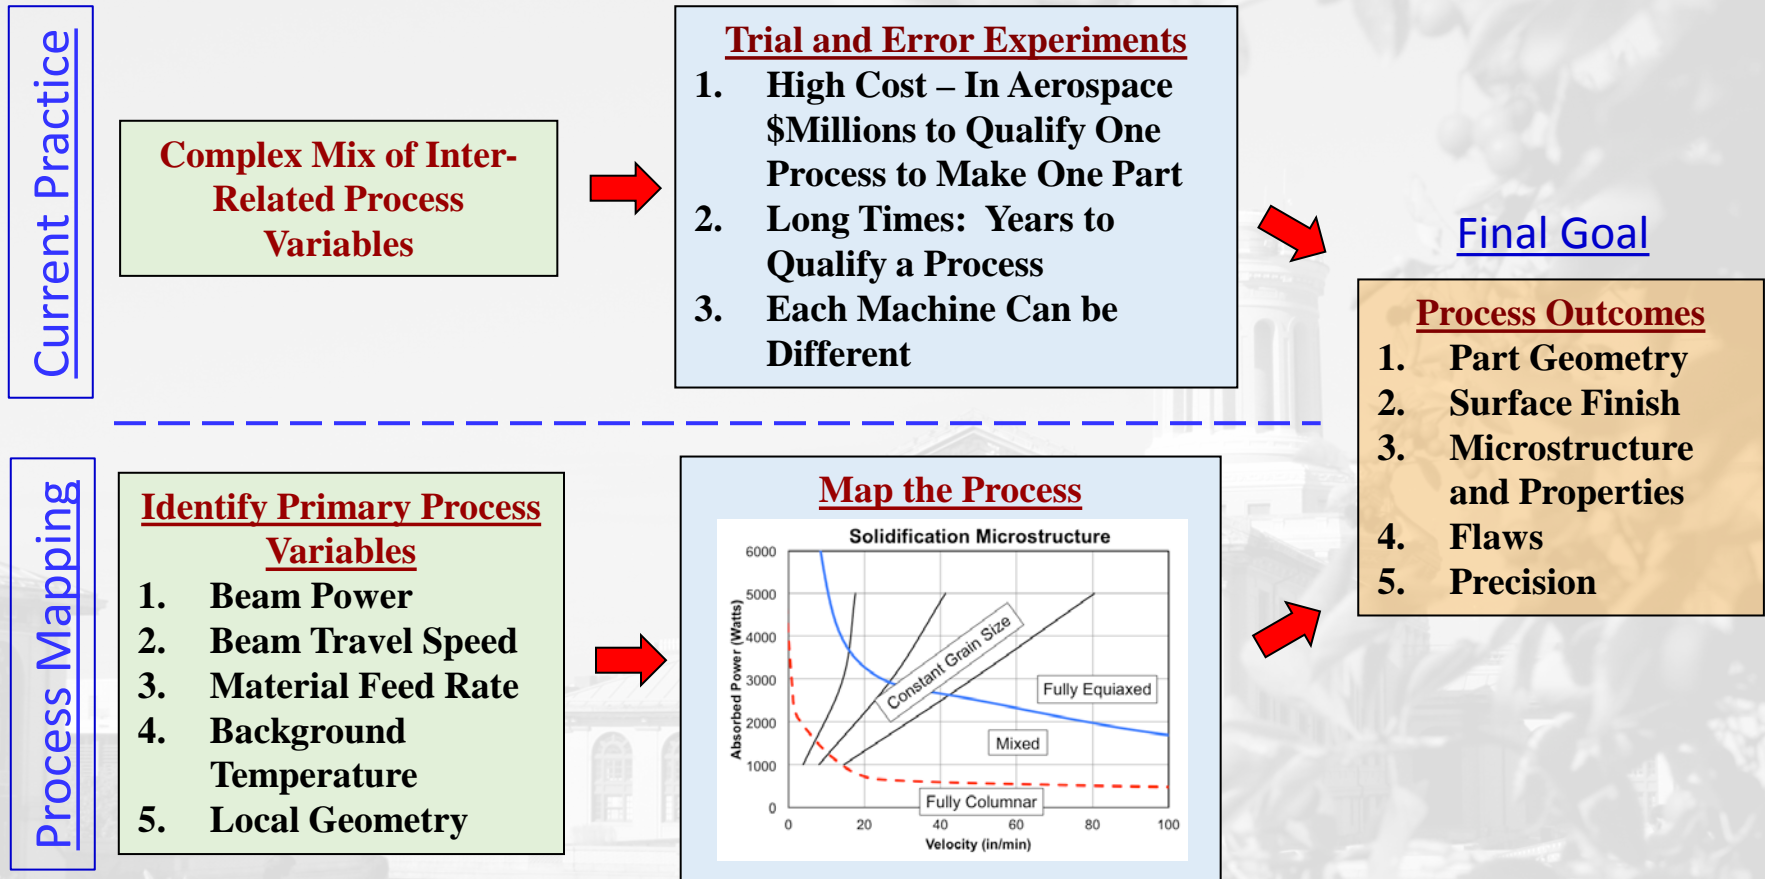 Current Practice
Complex Mix of Inter-
Related Process
Variables
Trial and Error Experiments
1. High Cost – In Aerospace
$Millions to Qualify One
Process to Make One Part
2. Long Times: Years to
Qualify a Process
3. Each Machine Can be
Different
Final Goal
Process Outcomes
1. Part Geometry
2. Surface Finish
3. Microstructure
and Properties
4. Flaws
5. Precision
Process Mapping
Identify Primary Process
Variables
1. Beam Power
2. Beam Travel Speed
3. Material Feed Rate
4. Background
Temperature
5. Local Geometry
Map the Process
Solidification Microstructure
Absorbed Power (Watts)
6000
5000
4000
3000
2000
1000
0
Constant Grain Size
Fully Equiaxed
Mixed
Fully Columnar
0 20 40 60 80 100
Velocity (in/min)